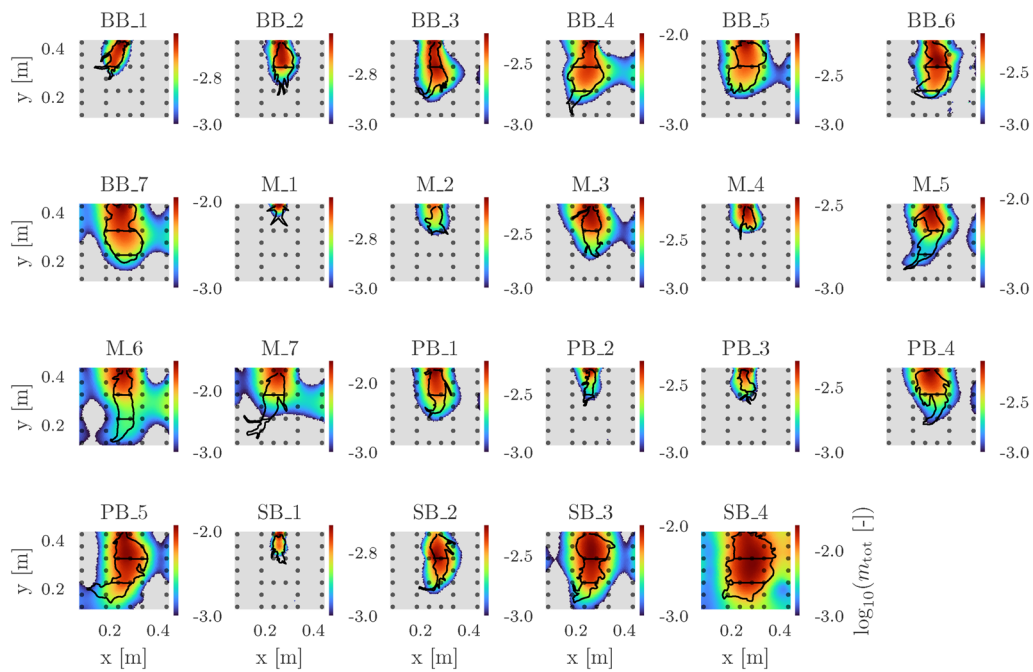 BB_1 BB_2 BB_3 BB_4 BB_5 BB_6
y [m] 0.4 0.2 -2.8 -3.0 -2.8 -3.0 -2.5 -3.0 -2.0 -2.5 -3.0 -2.5 -3.0
BB_7 M_1 M_2 M_3 M_4 M_5
y [m] 0.4 0.2 -2.0 -3.0 -2.8 -3.0 -2.5 -3.0 -2.5 -3.0 -2.5 -3.0
M_6 M_7 PB_1 PB_2 PB_3 PB_4
y [m] 0.4 0.2 -2.0 -3.0 -2.0 -3.0 -2.5 -3.0 -2.5 -3.0 -2.5 -3.0
PB_5 SB_1 SB_2 SB_3 SB_4
y [m] 0.4 0.2 -2.0 -3.0 -2.8 -3.0 -2.5 -3.0 -2.0 -2.5 -3.0 -2.0 -3.0
log10(mtot [-])
0.2 0.4 0.2 0.4 0.2 0.4 0.2 0.4 0.2 0.4
x [m] x [m] x [m] x [m] x [m]